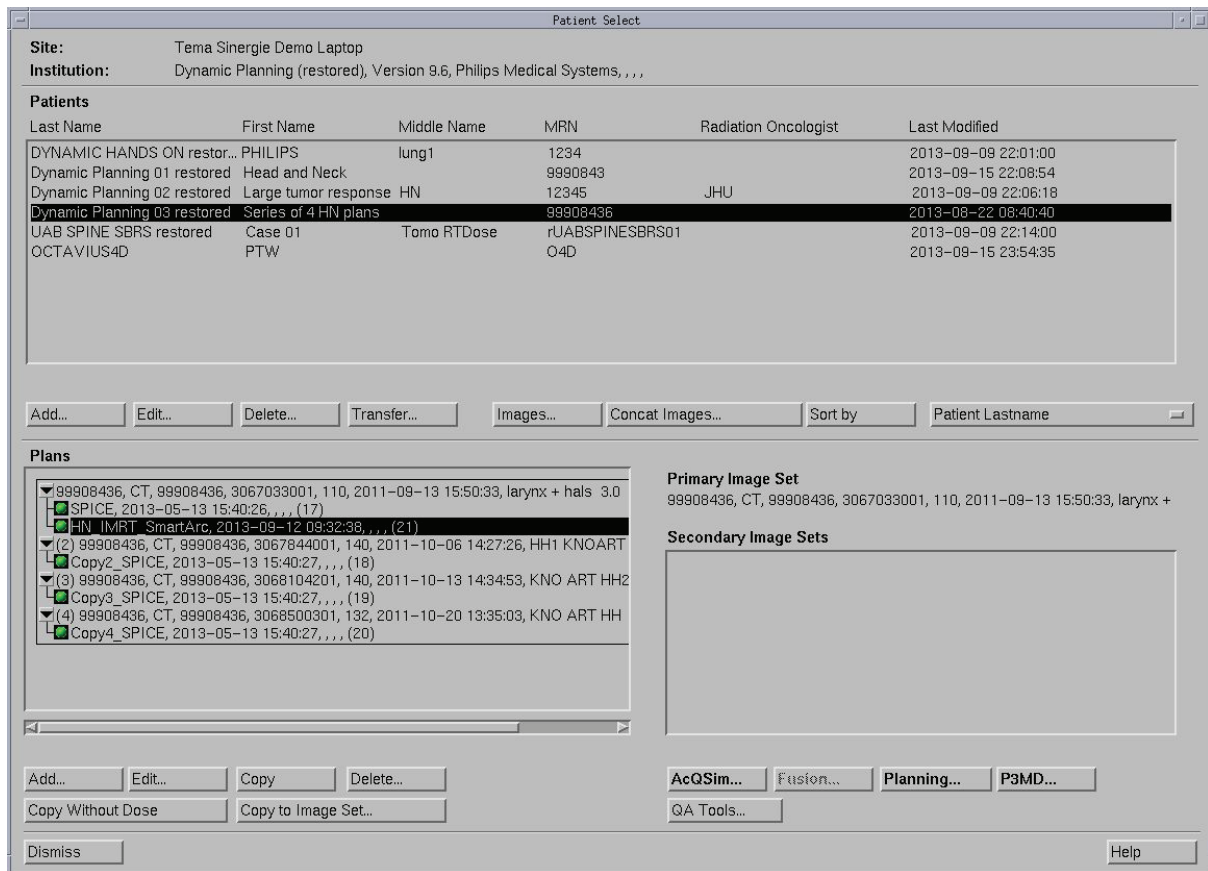 Patient Select
Site: Tema Sinergie Demo Laptop
Institution: Dynamic Planning (restored), Version 9.6, Philips Medical Systems, , , ,
Patients
Last Name First Name Middle Name MRN Radiation Oncologist Last Modified
DYNAMIC HANDS ON restor... PHILIPS lung1 1234 2013-09-09 22:01:00
Dynamic Planning 01 restored Head and Neck 9990843 2013-09-15 22:08:54
Dynamic Planning 02 restored Large tumor response HN 12345 JHU 2013-09-09 22:06:18
Dynamic Planning 03 restored Series of 4 HN plans 99908436 2013-08-22 08:40:40
UAB SPINE SBRS restored Case 01 Tomo RTDose rUABSPINESBRS01 2013-09-09 22:14:00
OCTAVIUS4D PTW O4D 2013-09-15 23:54:35
Add... Edit... Delete... Transfer... Images... Concat Images... Sort by Patient Lastname
Plans
99908436, CT, 99908436, 3067033001, 110, 2011-09-13 15:50:33, larynx + hals 3.0
SPICE, 2013-05-13 15:40:26, , , , (17)
HN_IMRT_SmartArc, 2013-09-12 09:32:38, , , , (21)
(2) 99908436, CT, 99908436, 3067844001, 140, 2011-10-06 14:27:26, HH1 KNOART
Copy2_SPICE, 2013-05-13 15:40:27, , , , (18)
(3) 99908436, CT, 99908436, 3068104201, 140, 2011-10-13 14:34:53, KNO ART HH2
Copy3_SPICE, 2013-05-13 15:40:27, , , , (19)
(4) 99908436, CT, 99908436, 3068500301, 132, 2011-10-20 13:35:03, KNO ART HH
Copy4_SPICE, 2013-05-13 15:40:27, , , , (20)
Primary Image Set
99908436, CT, 99908436, 3067033001, 110, 2011-09-13 15:50:33, larynx +
Secondary Image Sets
Add... Edit... Copy Delete...
Copy Without Dose Copy to Image Set...
AcQSim... Fusion... Planning... P3MD...
QA Tools...
Dismiss Help